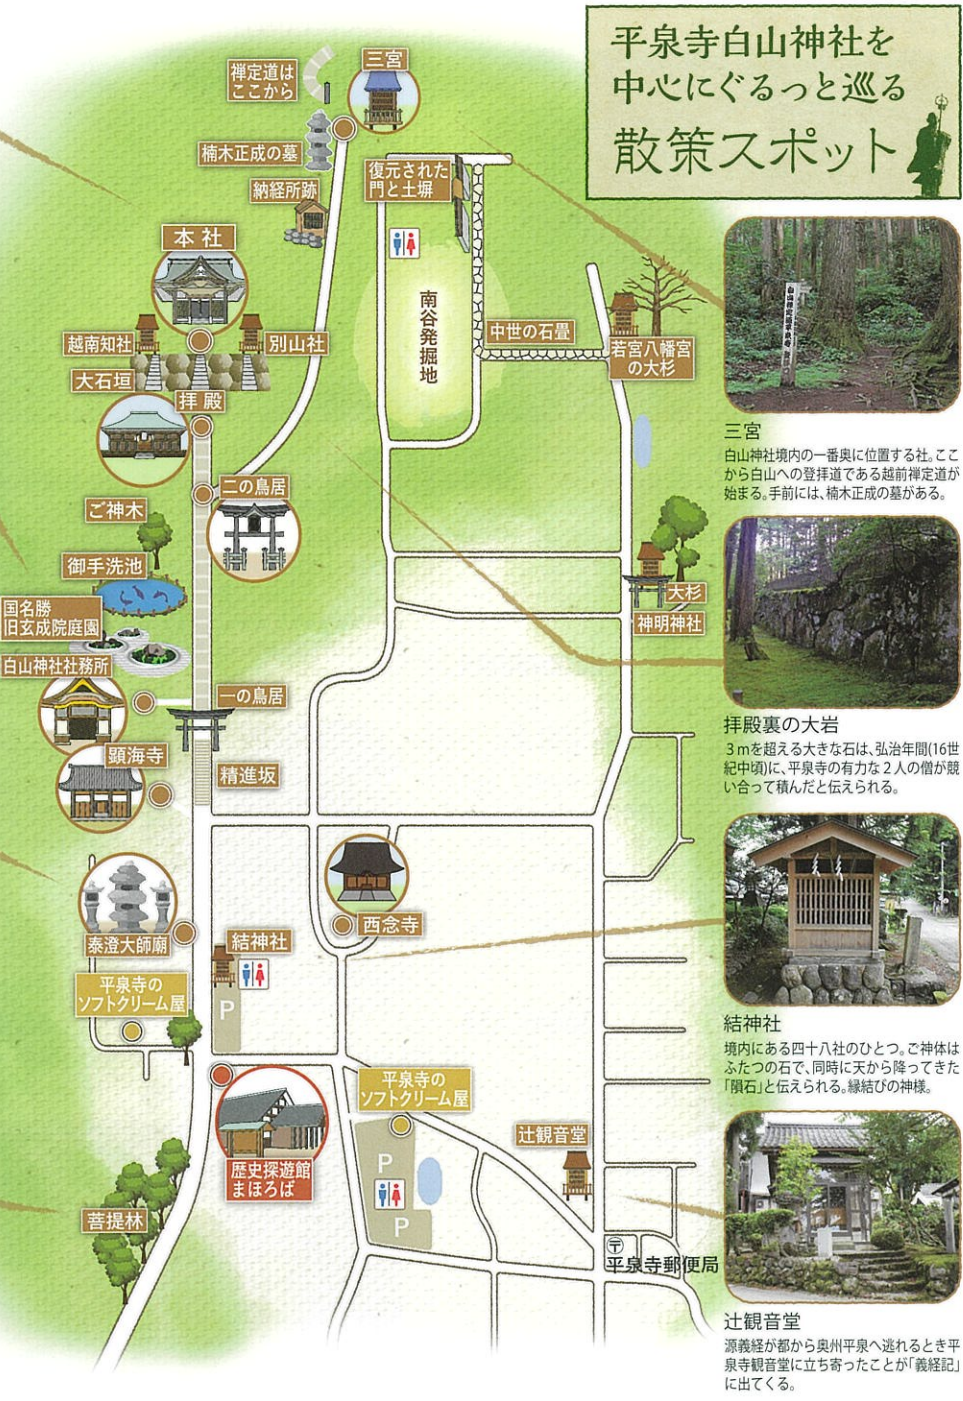 平泉寺白山神社を
中心にぐるっと巡る
散策スポット
禅定道は
ここから
三宮
楠木正成の墓
納経所跡
復元された
門と土塀
本社
南谷発掘地
中世の石畳
若宮八幡宮
の大杉
越南知社
別山社
大石垣
拝殿
二の鳥居
ご神木
御手洗池
国名勝
旧玄成院庭園
大杉
神明神社
白山神社社務所
一の鳥居
顕海寺
精進坂
泰澄大師廟
西念寺
結神社
平泉寺の
ソフトクリーム屋
P
平泉寺の
ソフトクリーム屋
歴史探遊館
まほろば
P
P
辻観音堂
菩提林
〒
平泉寺郵便局
三宮
白山神社境内の一番奥に位置する社。ここ
から白山への登拝道である越前禅定道が
始まる。手前には、楠木正成の墓がある。
拝殿裏の大岩
3mを超える大きな石は、弘治年間(16世
紀中頃)に、平泉寺の有力な2人の僧が競
い合って積んだと伝えられる。
結神社
境内にある四十八社のひとつ。ご神体は
ふたつの石で、同時に天から降ってきた
「隕石」と伝えられる。縁結びの神様。
辻観音堂
源義経が都から奥州平泉へ逃れるとき平
泉寺観音堂に立ち寄ったことが「義経記」
に出てくる。